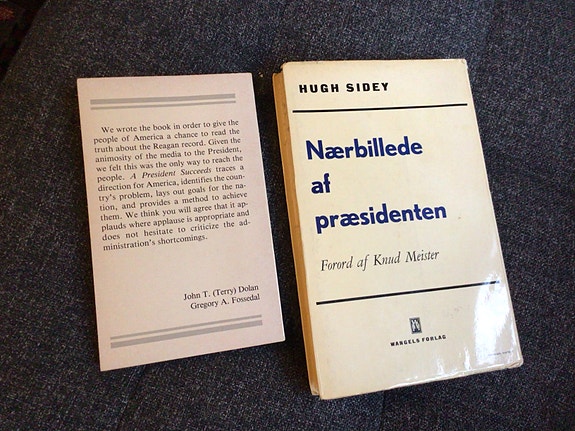 We wrote the book in order to give the
people of America a chance to read the
truth about the Reagan record. Given the
animosity of the media to the President,
we felt this was the only way to reach the
people. A President Succeeds traces a
direction for America, identifies the coun-
try's problem, lays out goals for the na-
tion, and provides a method to achieve
them. We think you will agree that it ap-
plauds where applause is appropriate and
does not hesitate to criticize the ad-
ministration's shortcomings.
John T. (Terry) Dolan
Gregory A. Fossedal
HUGH SIDEY
Nærbillede
af
præsidenten
Forord af Knud Meister
WANGELS FORLAG